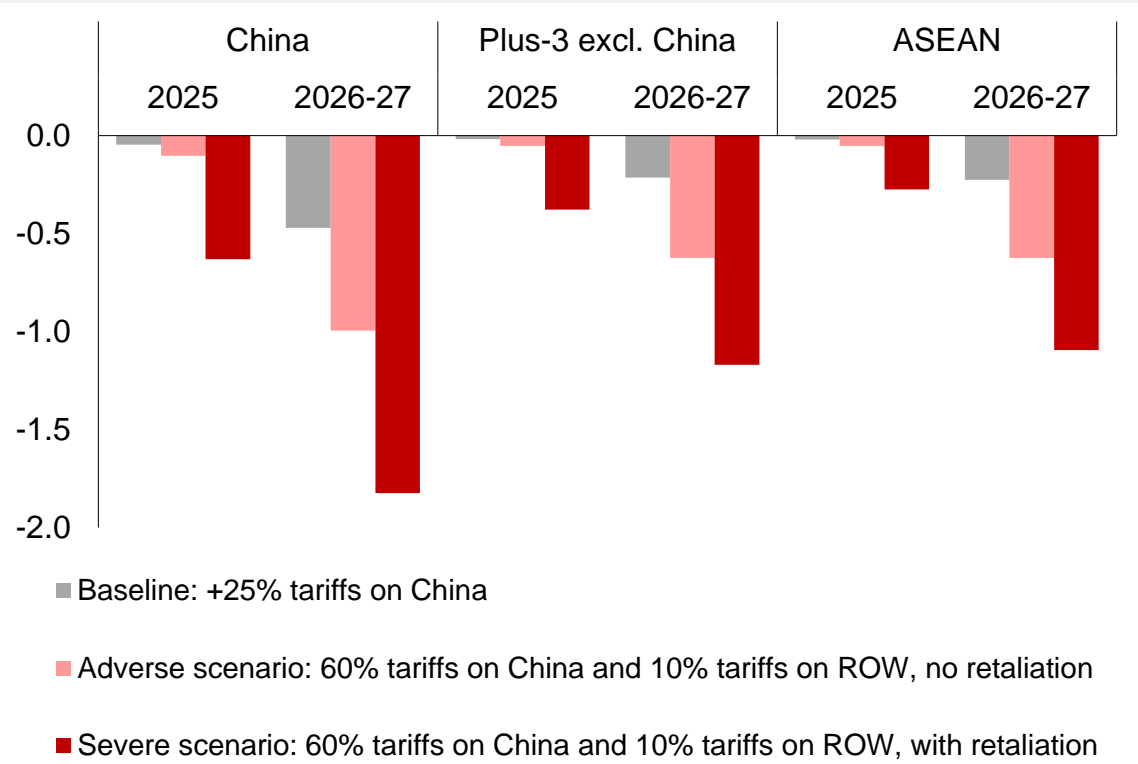 China Plus-3 excl. China ASEAN
2025 2026-27 2025 2026-27 2025 2026-27
0.0
-0.5
-1.0
-1.5
-2.0
Baseline: +25% tariffs on China
Adverse scenario: 60% tariffs on China and 10% tariffs on ROW, no retaliation
Severe scenario: 60% tariffs on China and 10% tariffs on ROW, with retaliation